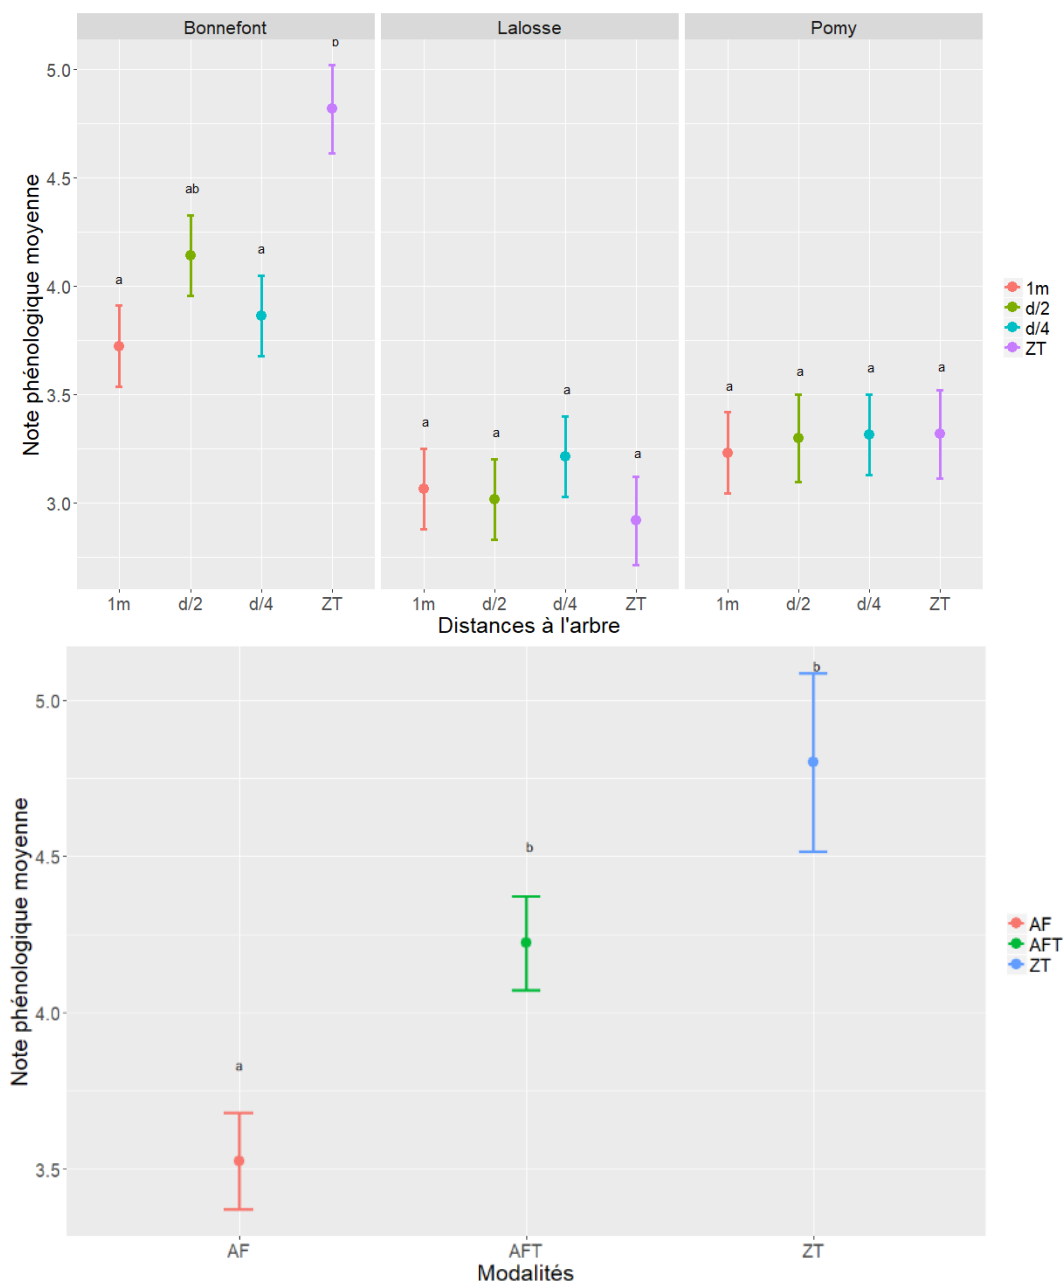 Bonnefont Lalosse Pomy
b
5.0
4.5
ab
a
4.0
a
a
a
a
a
a
3.5
a
a
a
a
3.0
Note phénologique moyenne
1m
d/2
d/4
ZT
1m d/2 d/4 ZT 1m d/2 d/4 ZT 1m d/2 d/4 ZT
Distances à l'arbre
b
5.0
b
4.5
4.0
a
3.5
Note phénologique moyenne
AF
AFT
ZT
AF AFT ZT
Modalités